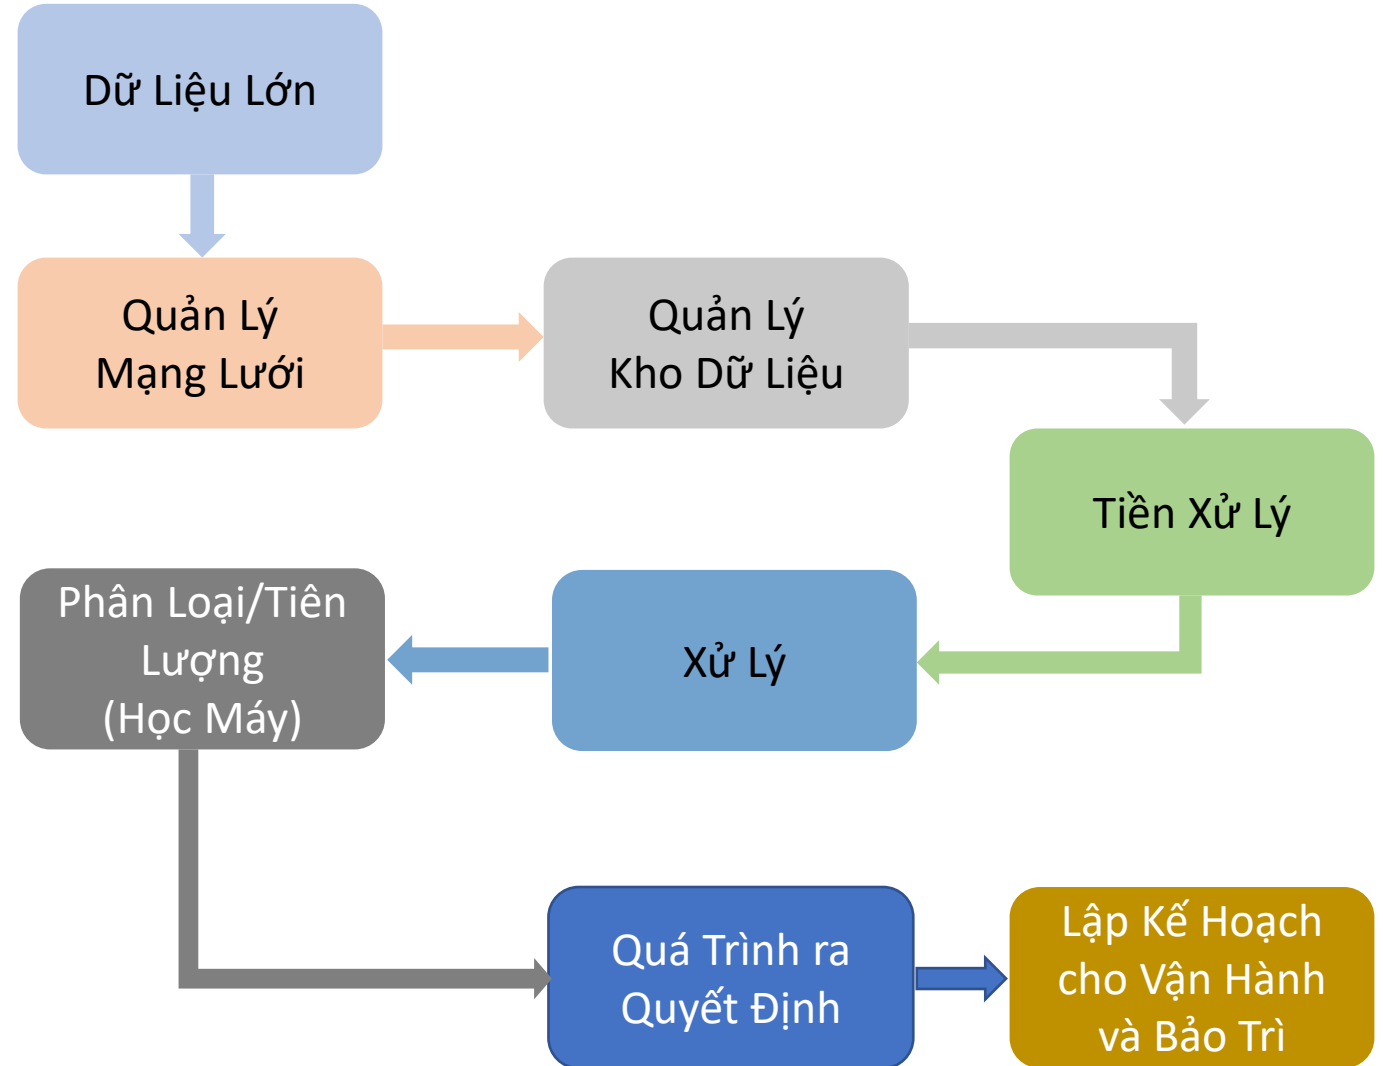 Dữ Liệu Lớn
Quản Lý
Mạng Lưới
Quản Lý
Kho Dữ Liệu
Tiền Xử Lý
Xử Lý
Phân Loại/Tiên
Lượng
(Học Máy)
Quá Trình ra
Quyết Định
Lập Kế Hoạch
cho Vận Hành
và Bảo Trì